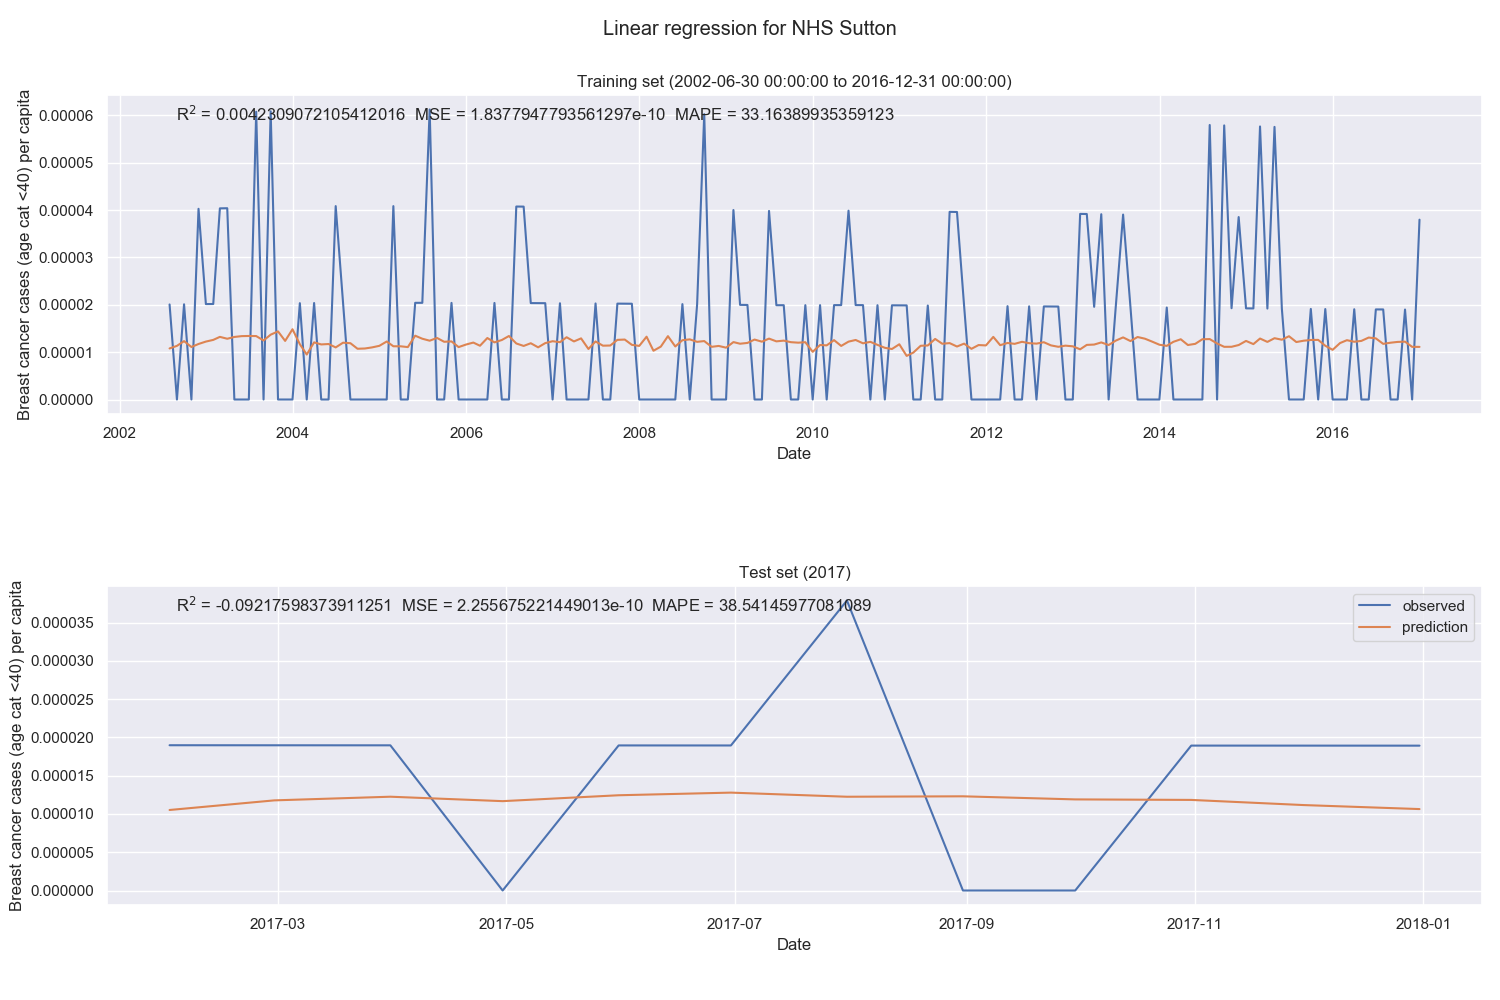 Linear regression for NHS Sutton
Training set (2002-06-30 00:00:00 to 2016-12-31 00:00:00)
R² = 0.0042309072105412016 MSE = 1.8377947793561297e-10 MAPE = 33.16389935359123
Breast cancer cases (age cat <40) per capita
0.00006
0.00005
0.00004
0.00003
0.00002
0.00001
0.00000
2002 2004 2006 2008 2010 2012 2014 2016
Date
Test set (2017)
R² = -0.09217598373911251 MSE = 2.255675221449013e-10 MAPE = 38.54145977081089
observed
prediction
Breast cancer cases (age cat <40) per capita
0.000035
0.000030
0.000025
0.000020
0.000015
0.000010
0.000005
0.000000
2017-03 2017-05 2017-07 2017-09 2017-11 2018-01
Date